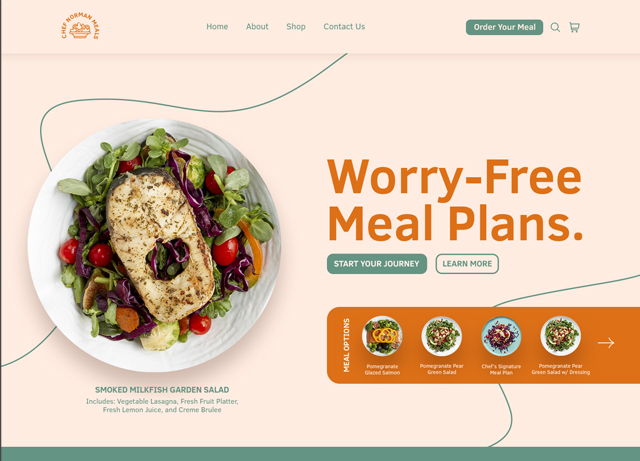 CHEF NORMAN MEALS
Home
About
Shop
Contact Us
Order Your Meal
Worry-Free
Meal Plans.
START YOUR JOURNEY
LEARN MORE
MEAL OPTIONS
Pomegranate
Glazed Salmon
Pomegranate Pear
Green Salad
Chef's Signature
Meal Plan
Pomegranate Pear
Green Salad w/ Dressing
SMOKED MILKFISH GARDEN SALAD
Includes: Vegetable Lasagna, Fresh Fruit Platter,
Fresh Lemon Juice, and Creme Brulee